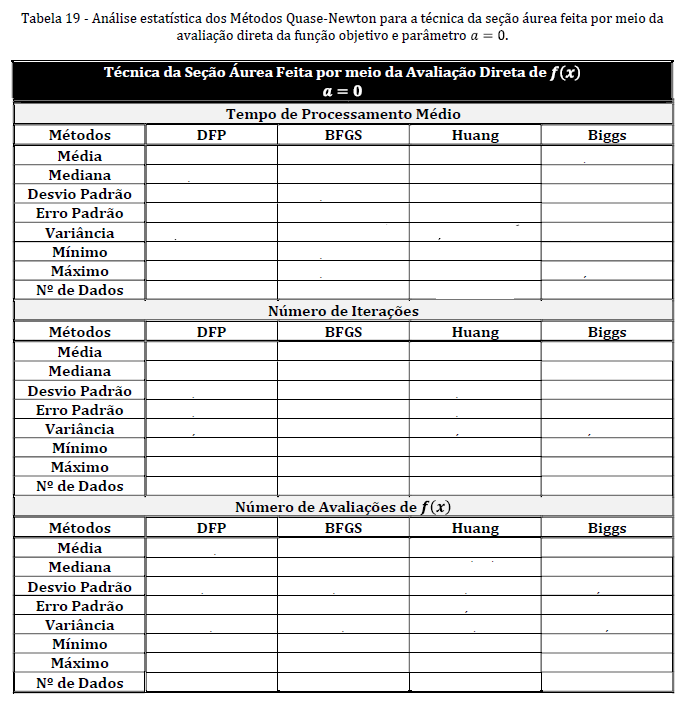 Tabela 19 - Análise estatística dos Métodos Quase-Newton para a técnica da seção áurea feita por meio da
avaliação direta da função objetivo e parâmetro a = 0.
Técnica da Seção Áurea Feita por meio da Avaliação Direta de f(x)
a = 0
Tempo de Processamento Médio
Métodos DFP BFGS Huang Biggs
Média
Mediana
Desvio Padrão
Erro Padrão
Variância
Mínimo
Máximo
Nº de Dados
Número de Iterações
Métodos DFP BFGS Huang Biggs
Média
Mediana
Desvio Padrão
Erro Padrão
Variância
Mínimo
Máximo
Nº de Dados
Número de Avaliações de f(x)
Métodos DFP BFGS Huang Biggs
Média
Mediana
Desvio Padrão
Erro Padrão
Variância
Mínimo
Máximo
Nº de Dados